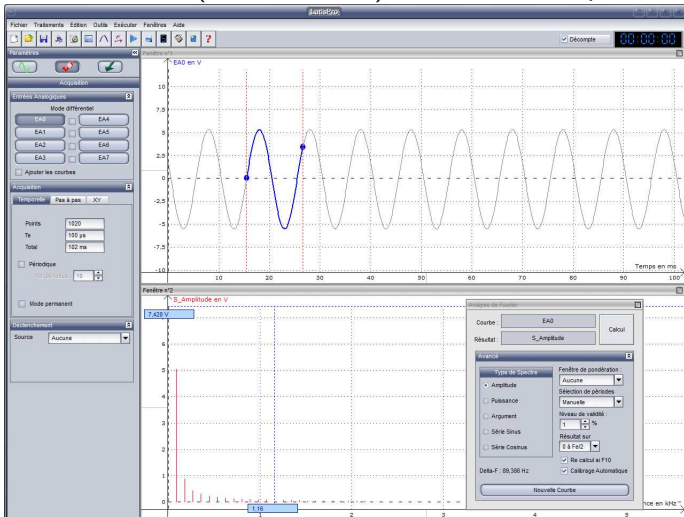 LatisPro
Fichier Traitements Edition Outils Exécuter Fenêtres Aide
Décompte
00:00:00
Paramètres
Acquisition
Entrées Analogiques
Mode différentiel
EA0 EA4
EA1 EA5
EA2 EA6
EA3 EA7
Ajouter les courbes
Acquisition
Temporelle Pas à pas XY
Points 1020
Te 100 µs
Total 102 ms
Périodique
Nb périodes 10
Mode permanent
Déclenchement
Source Aucune
Fenêtre n°1
EA0 en V
10
7.5
5
2.5
0
-2.5
-5
-7.5
-10
Temps en ms
10 20 30 40 50 60 70 80 90 100
Fenêtre n°2
S_Amplitude en V
7,428 V
6
5
4
3
2
1
0
1,16
1 2 3 4 5
nce en kHz
Analyse de Fourier
Courbe : EA0
Résultat : S_Amplitude
Calcul
Avancé
Type de Spectre
Amplitude
Puissance
Argument
Série Sinus
Série Cosinus
Fenêtre de pondération :
Aucune
Sélection de périodes
Manuelle
Niveau de validité :
1 %
Résultat sur
0 à Fe/2
Re calcul si F10
Delta-F : 89,386 Hz
Calibrage Automatique
Nouvelle Courbe